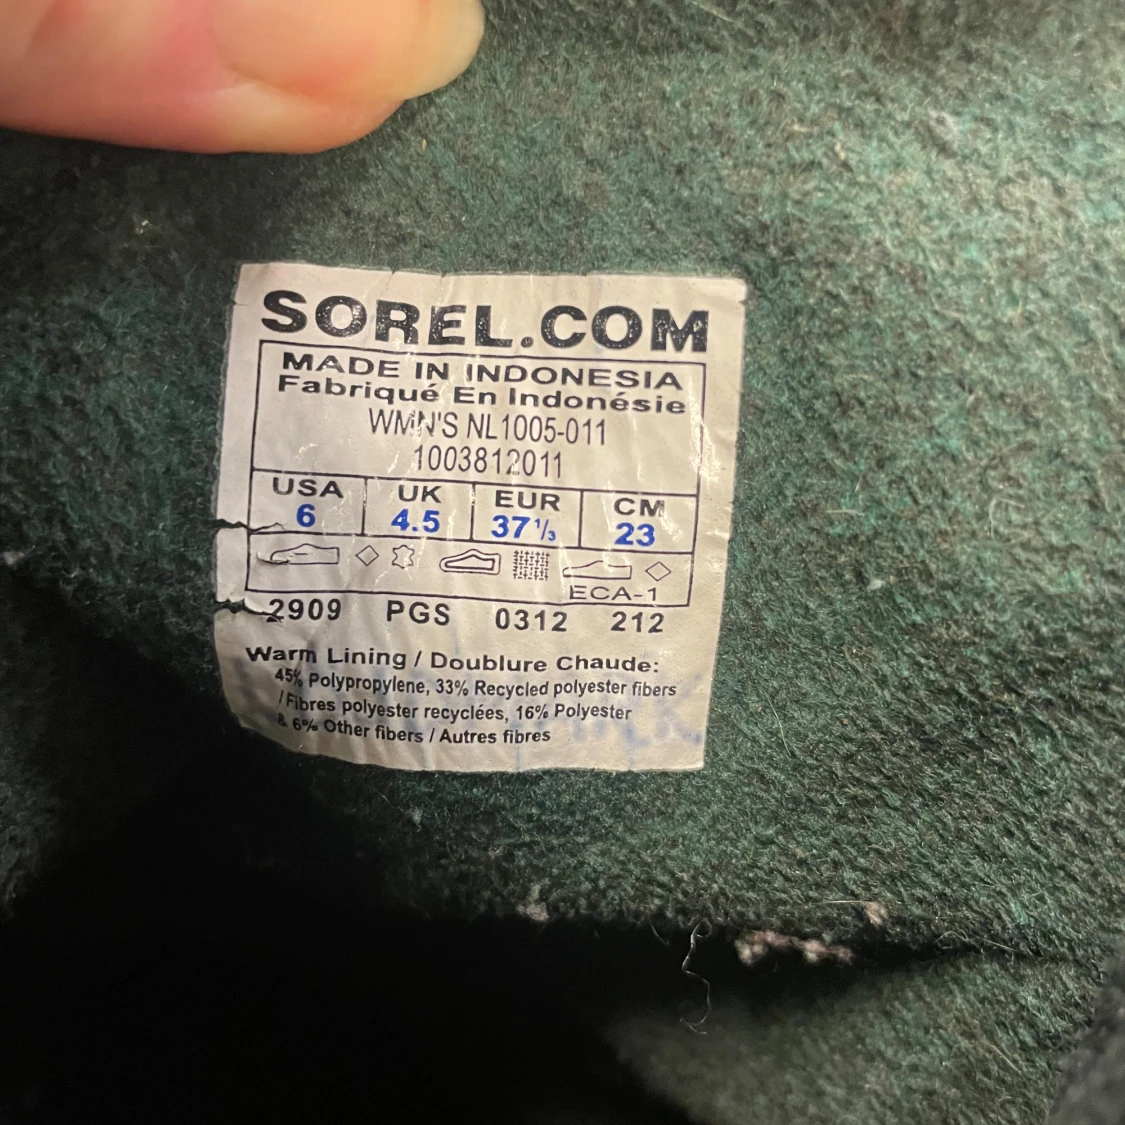 SOREL.COM
MADE IN INDONESIA
Fabriqué En Indonésie
WMN'S NL1005-011
1003812011
USA UK EUR CM
6 4.5 37 1/3 23
ECA-1
2909 PGS 0312 212
Warm Lining / Doublure Chaude:
45% Polypropylene, 33% Recycled polyester fibers
/ Fibres polyester recyclées, 16% Polyester
& 6% Other fibers / Autres fibres